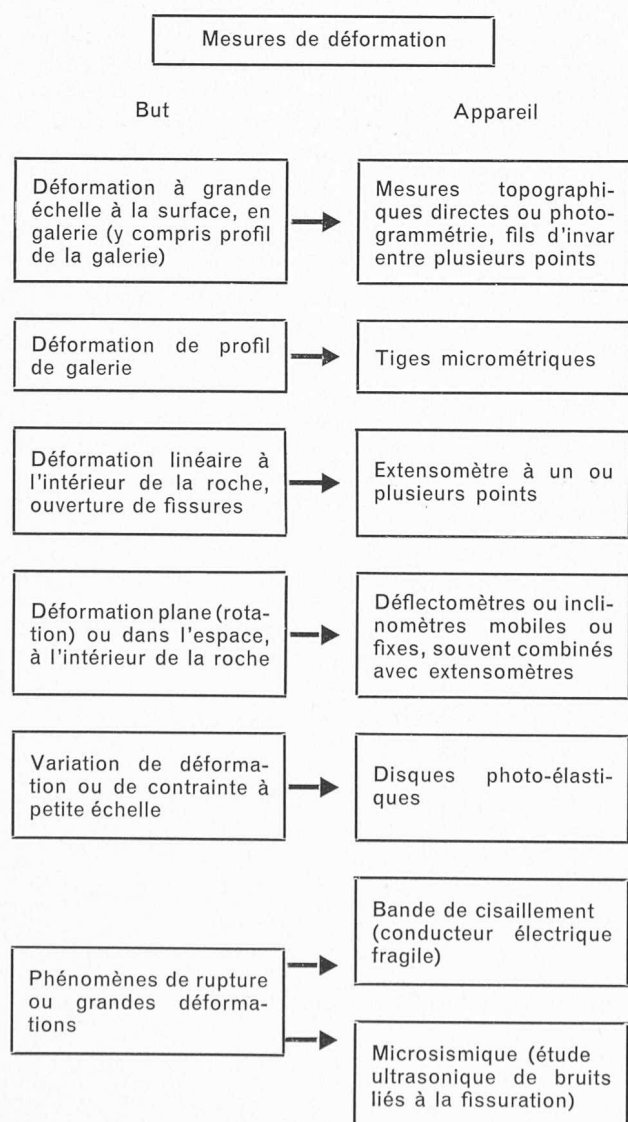 Mesures de déformation
But
Appareil
Déformation à grande
échelle à la surface, en
galerie (y compris profil
de la galerie)
Mesures topographi-
ques directes ou photo-
grammétrie, fils d'invar
entre plusieurs points
Déformation de profil
de galerie
Tiges micrométriques
Déformation linéaire à
l'intérieur de la roche,
ouverture de fissures
Extensomètre à un ou
plusieurs points
Déformation plane (rota-
tion) ou dans l'espace,
à l'intérieur de la roche
Déflectomètres ou incli-
nomètres mobiles ou
fixes, souvent combinés
avec extensomètres
Variation de déforma-
tion ou de contrainte à
petite échelle
Disques photo-élasti-
ques
Phénomènes de rupture
ou grandes déforma-
tions
Bande de cisaillement
(conducteur électrique
fragile)
Microsismique (étude
ultrasonique de bruits
liés à la fissuration)